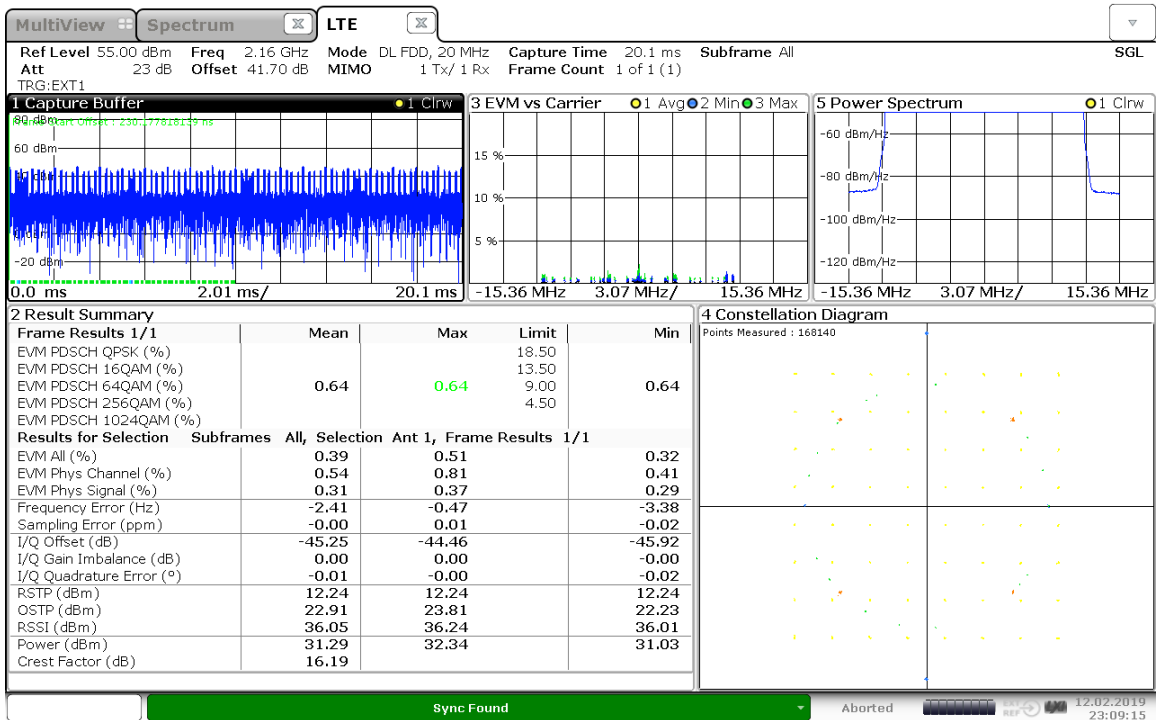 MultiView Spectrum LTE
Ref Level 55.00 dBm Freq 2.16 GHz Mode DL FDD, 20 MHz Capture Time 20.1 ms Subframe All SGL
Att 23 dB Offset 41.70 dB MIMO 1 Tx/ 1 Rx Frame Count 1 of 1 (1)
TRG:EXT1
1 Capture Buffer 1 Clrw
80 dBm
Frame Start Offset : 230.177818139 ns
60 dBm
-20 dBm
0.0 ms 2.01 ms/ 20.1 ms
3 EVM vs Carrier 1 Avg 2 Min 3 Max
15 %
10 %
5 %
-15.36 MHz 3.07 MHz/ 15.36 MHz
5 Power Spectrum 1 Clrw
-60 dBm/Hz
-80 dBm/Hz
-100 dBm/Hz
-120 dBm/Hz
-15.36 MHz 3.07 MHz/ 15.36 MHz
2 Result Summary
Frame Results 1/1 Mean Max Limit Min
EVM PDSCH QPSK (%) 18.50
EVM PDSCH 16QAM (%) 13.50
EVM PDSCH 64QAM (%) 0.64 0.64 9.00 0.64
EVM PDSCH 256QAM (%) 4.50
EVM PDSCH 1024QAM (%)
Results for Selection Subframes All, Selection Ant 1, Frame Results 1/1
EVM All (%) 0.39 0.51 0.32
EVM Phys Channel (%) 0.54 0.81 0.41
EVM Phys Signal (%) 0.31 0.37 0.29
Frequency Error (Hz) -2.41 -0.47 -3.38
Sampling Error (ppm) -0.00 0.01 -0.02
I/Q Offset (dB) -45.25 -44.46 -45.92
I/Q Gain Imbalance (dB) 0.00 0.00 -0.00
I/Q Quadrature Error (º) -0.01 -0.00 -0.02
RSTP (dBm) 12.24 12.24 12.24
OSTP (dBm) 22.91 23.81 22.23
RSSI (dBm) 36.05 36.24 36.01
Power (dBm) 31.29 32.34 31.03
Crest Factor (dB) 16.19
4 Constellation Diagram
Points Measured : 168140
Sync Found Aborted EXT REF 12.02.2019
23:09:15